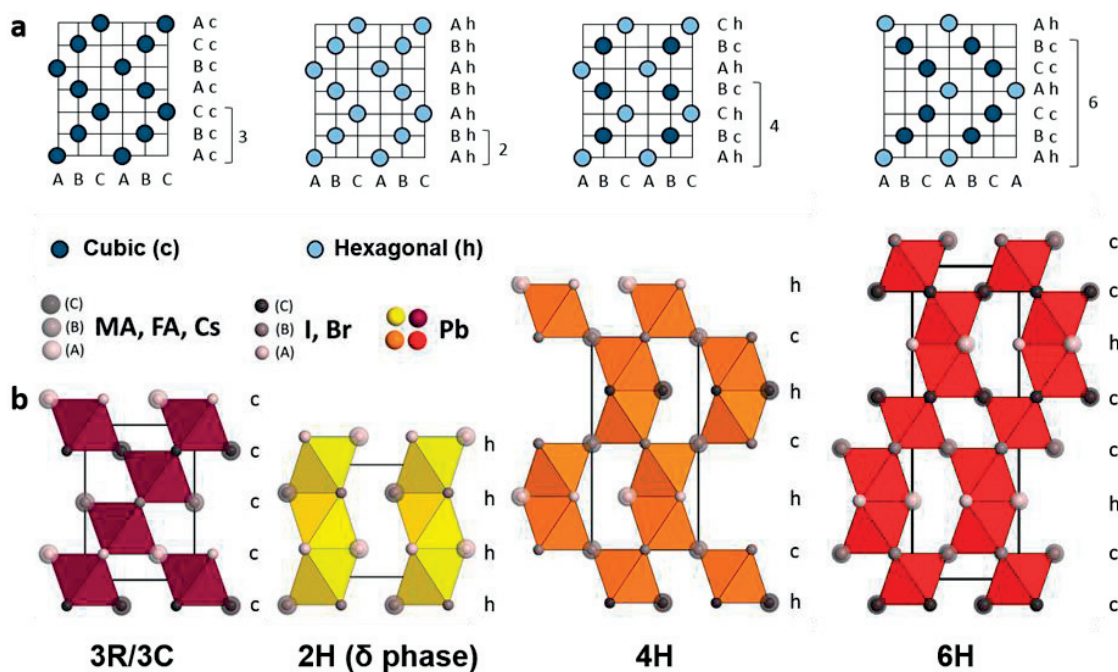 a
A c
C c
B c
A c
C c
B c
A c
3
A B C A B C
A h
B h
A h
B h
A h
B h
A h
2
A B C A B C
C h
B c
A h
B c
C h
B c
A h
4
A B C A B C
A h
B c
C c
A h
C c
B c
A h
6
A B C A B C A
Cubic (c)
Hexagonal (h)
(C)
(B)
(A)
MA, FA, Cs
(C)
(B)
(A)
I, Br
Pb
b
c
c
c
c
c
3R/3C
h
h
h
h
2H (δ phase)
h
c
h
c
h
c
h
4H
c
c
h
c
c
h
c
c
6H